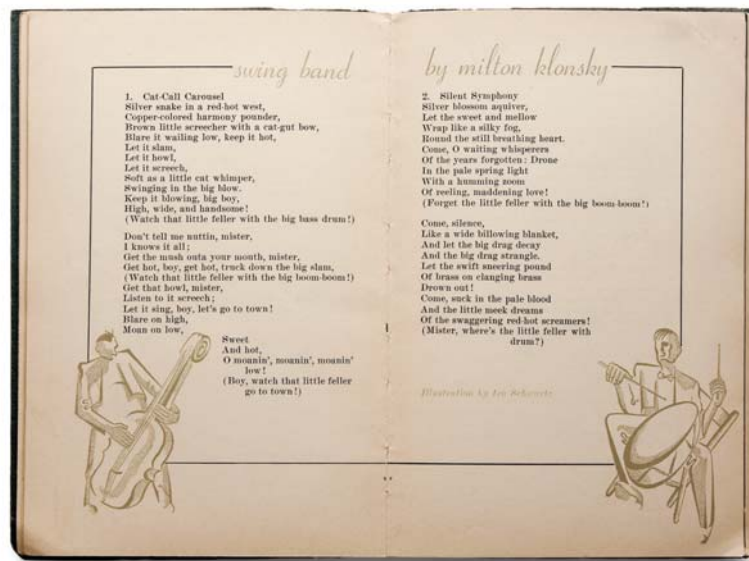 swing band
1. Cat-Call Carousel
Silver snake in a red-hot west,
Copper-colored harmony pounder,
Brown little screecher with a cat-gut bow,
Blare it wailing low, keep it hot,
Let it slam,
Let it howl,
Let it screech,
Soft as a little cat whimper,
Swinging in the big blow.
Keep it blowing, big boy,
High, wide, and handsome!
(Watch that little feller with the big bass drum!)
Don't tell me nuttin, mister,
I knows it all;
Get the mush outa your mouth, mister,
Get hot, boy, get hot, truck down the big slam,
(Watch that little feller with the big boom-boom!)
Get that howl, mister,
Listen to it screech;
Let it sing, boy, let's go to town!
Blare on high,
Moan on low,
Sweet
And hot,
O moanin', moanin', moanin'
low!
(Boy, watch that little feller
go to town!)
by milton klonsky
2. Silent Symphony
Silver blossom aquiver,
Let the sweet and mellow
Wrap like a silky fog,
Round the still breathing heart.
Come, O waiting whisperers
Of the years forgotten: Drone
In the pale spring light
With a humming zoom
Of reeling, maddening love!
(Forget the little feller with the big boom-boom!)
Come, silence,
Like a wide billowing blanket,
And let the big drag decay
And the big drag strangle.
Let the swift sneering pound
Of brass on clanging brass
Drown out!
Come, suck in the pale blood
And the little meek dreams
Of the swaggering red-hot screamers!
(Mister, where's the little feller with
drum?)
Illustration by